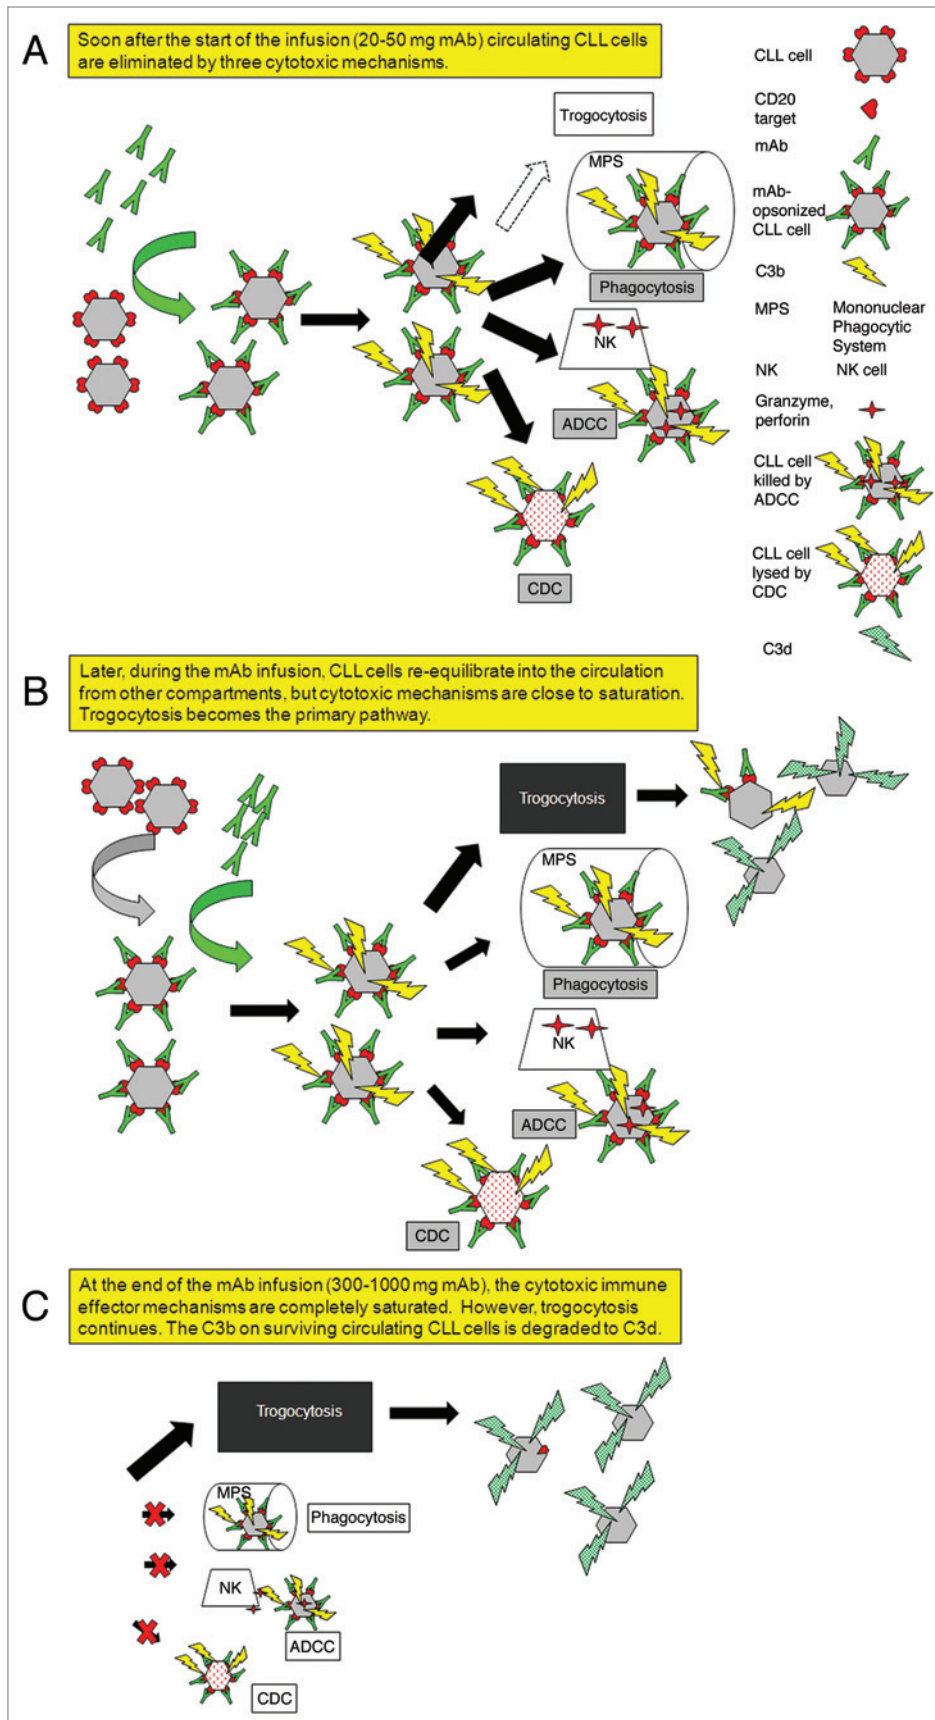 A
Soon after the start of the infusion (20-50 mg mAb) circulating CLL cells
are eliminated by three cytotoxic mechanisms.
Trogocytosis
MPS
Phagocytosis
NK
ADCC
CDC
CLL cell
CD20
target
mAb
mAb-
opsonized
CLL cell
C3b
MPS
Mononuclear
Phagocytic
System
NK
NK cell
Granzyme,
perforin
CLL cell
killed by
ADCC
CLL cell
lysed by
CDC
C3d
B
Later, during the mAb infusion, CLL cells re-equilibrate into the circulation
from other compartments, but cytotoxic mechanisms are close to saturation.
Trogocytosis becomes the primary pathway.
Trogocytosis
MPS
Phagocytosis
NK
ADCC
CDC
C
At the end of the mAb infusion (300-1000 mg mAb), the cytotoxic immune
effector mechanisms are completely saturated. However, trogocytosis
continues. The C3b on surviving circulating CLL cells is degraded to C3d.
Trogocytosis
MPS
Phagocytosis
NK
ADCC
CDC